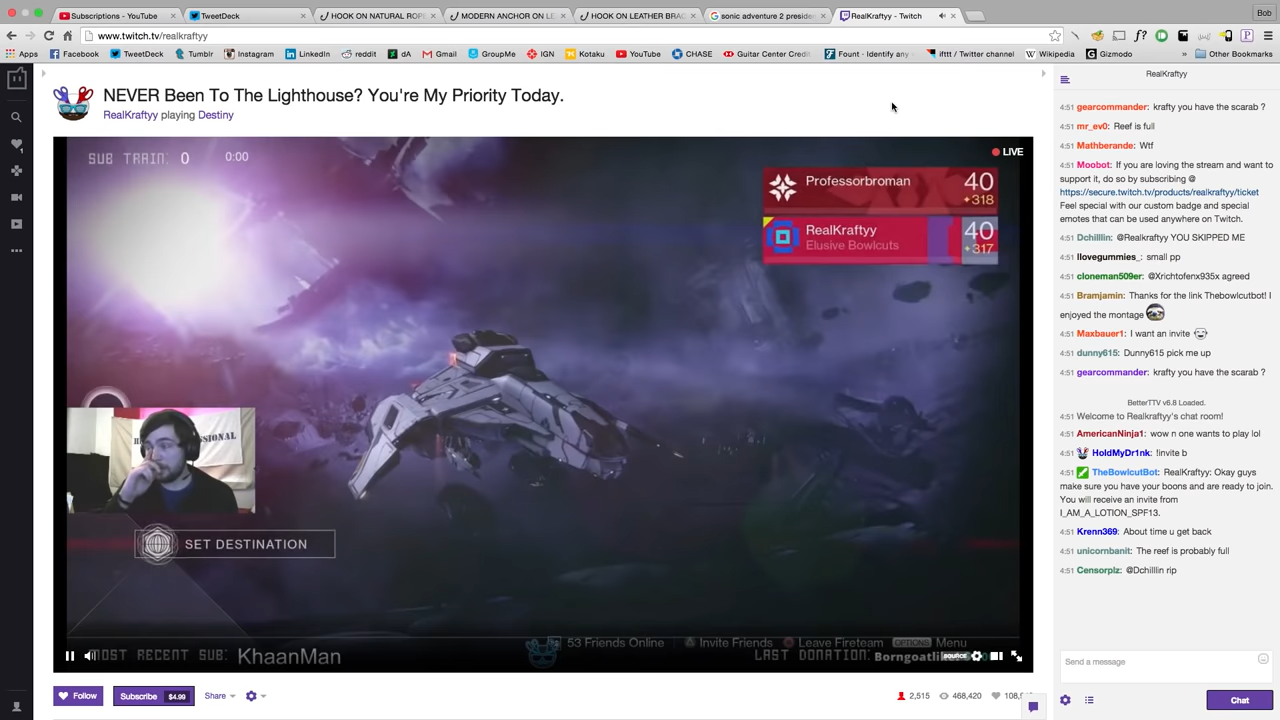 Subscriptions - YouTube
TweetDeck
HOOK ON NATURAL ROPE
MODERN ANCHOR ON LE
HOOK ON LEATHER BRAC
sonic adventure 2 preside
RealKraftyy - Twitch
Bob
www.twitch.tv/realkraftyy
Apps
Facebook
TweetDeck
Tumblr
Instagram
LinkedIn
reddit
dA
Gmail
GroupMe
IGN
Kotaku
YouTube
CHASE
Guitar Center Credit
Fount - Identify any
ifttt / Twitter channel
Wikipedia
Gizmodo
Other Bookmarks
NEVER Been To The Lighthouse? You're My Priority Today.
RealKraftyy playing Destiny
SUB TRAIN: 0 0:00
LIVE
Professorbroman 40
+318
RealKraftyy 40
Elusive Bowlcuts +317
SET DESTINATION
53 Friends Online Invite Friends Leave Fireteam OPTIONS Menu
MOST RECENT SUB: KhaanMan
LAST DONATION:
SOURCE
Follow
Subscribe $4.99
Share
2,515
468,420
RealKraftyy
4:51 gearcommander: krafty you have the scarab ?
4:51 mr_ev0: Reef is full
4:51 Mathberande: Wtf
4:51 Moobot: If you are loving the stream and want to
support it, do so by subscribing @
https://secure.twitch.tv/products/realkraftyy/ticket
Feel special with our custom badge and special
emotes that can be used anywhere on Twitch.
4:51 Dchilllin: @Realkraftyy YOU SKIPPED ME
4:51 Ilovegummies_: small pp
4:51 cloneman509er: @Xrichtofenx935x agreed
4:51 Bramjamin: Thanks for the link Thebowlcutbot! I
enjoyed the montage
4:51 Maxbauer1: I want an invite
4:51 dunny615: Dunny615 pick me up
4:51 gearcommander: krafty you have the scarab ?
BetterTTV v6.8 Loaded.
4:51 Welcome to Realkraftyy's chat room!
4:51 AmericanNinja1: wow n one wants to play lol
4:51 HoldMyDr1nk: !invite b
4:51 TheBowlcutBot: RealKraftyy: Okay guys
make sure you have your boons and are ready to join.
You will receive an invite from
I_AM_A_LOTION_SPF13.
4:51 Krenn369: About time u get back
4:51 unicornbanit: The reef is probably full
4:51 Censorplz: @Dchilllin rip
Send a message
Chat